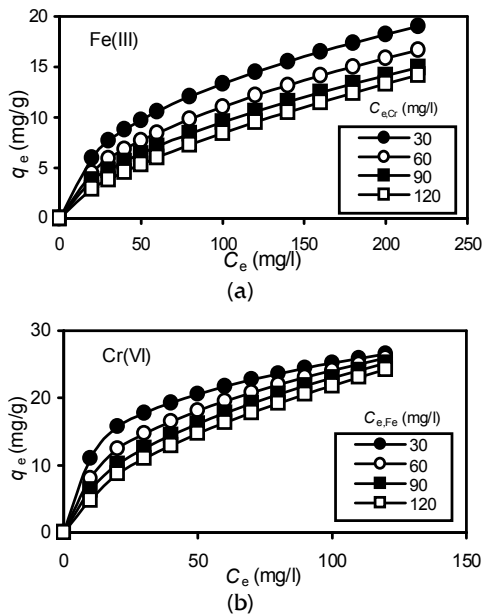 Fe(III)
20
15
10
5
0
q e (mg/g)
C e,Cr
(mg/l)
30
60
90
120
0 50 100 150 200 250
C e (mg/l)
(a)
Cr(VI)
30
20
10
0
q e (mg/g)
C e,Fe (mg/l)
30
60
90
120
0 50 100 150
C e (mg/l)
(b)